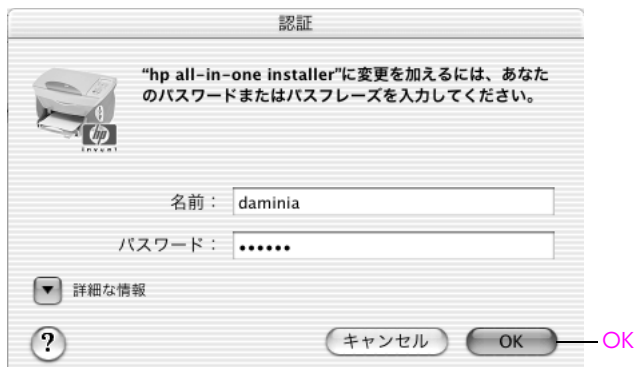 認証
“hp all-in-one installer”に変更を加えるには、あなた
のパスワードまたはパスフレーズを入力してください。
hp
invent
名前： daminia
パスワード： ••••••
詳細な情報
?
キャンセル
OK
OK